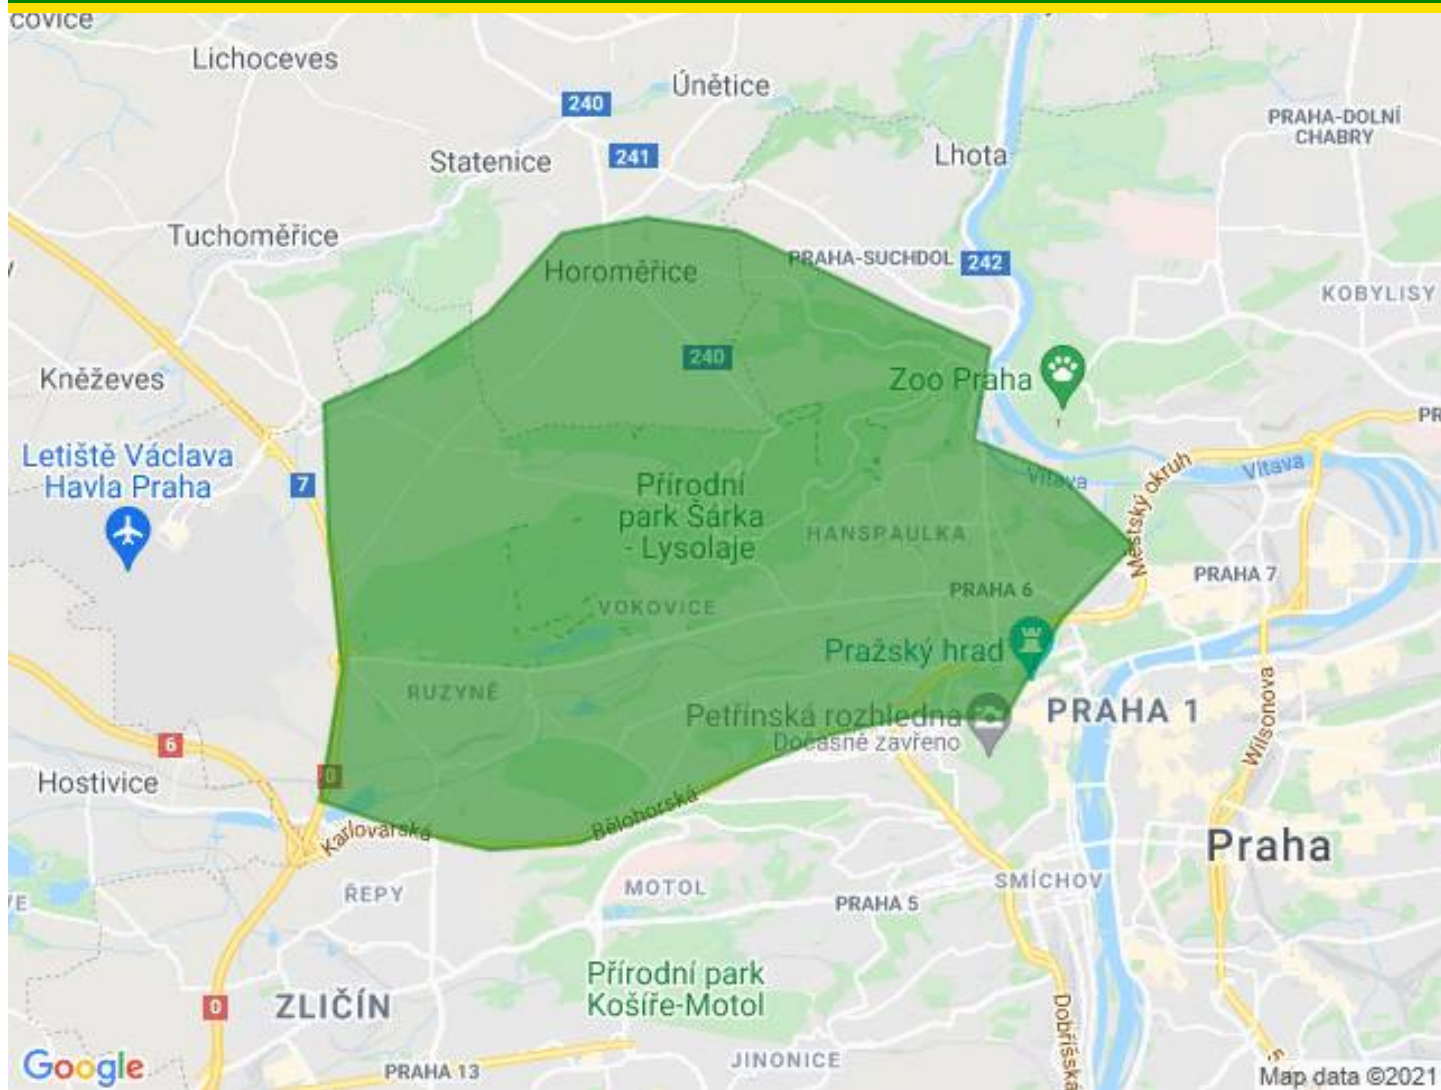 covice
Lichoceves
Únětice
240
PRAHA-DOLNÍ
CHABRY
Statenice
241
Lhota
Tuchoměřice
PRAHA-SUCHDOL
242
Horoměřice
KOBYLISY
240
Kněževes
Zoo Praha
PR
Letiště Václava
Havla Praha
7
Přírodní
park Šárka
- Lysolaje
Vltava
Městský okruh
Vltava
HANSPAULKA
PRAHA 6
PRAHA 7
VOKOVICE
Pražský hrad
RUZYNĚ
Petřínská rozhledna
Dočasně zavřeno
PRAHA 1
Wilsonova
6
0
Hostivice
Karlovarská
Bělohorská
Praha
ŘEPY
MOTOL
PRAHA 5
SMÍCHOV
VE
Přírodní park
Košíře-Motol
0
ZLIČÍN
Dobříšská
JINONICE
PRAHA 13
Google
Map data ©2021